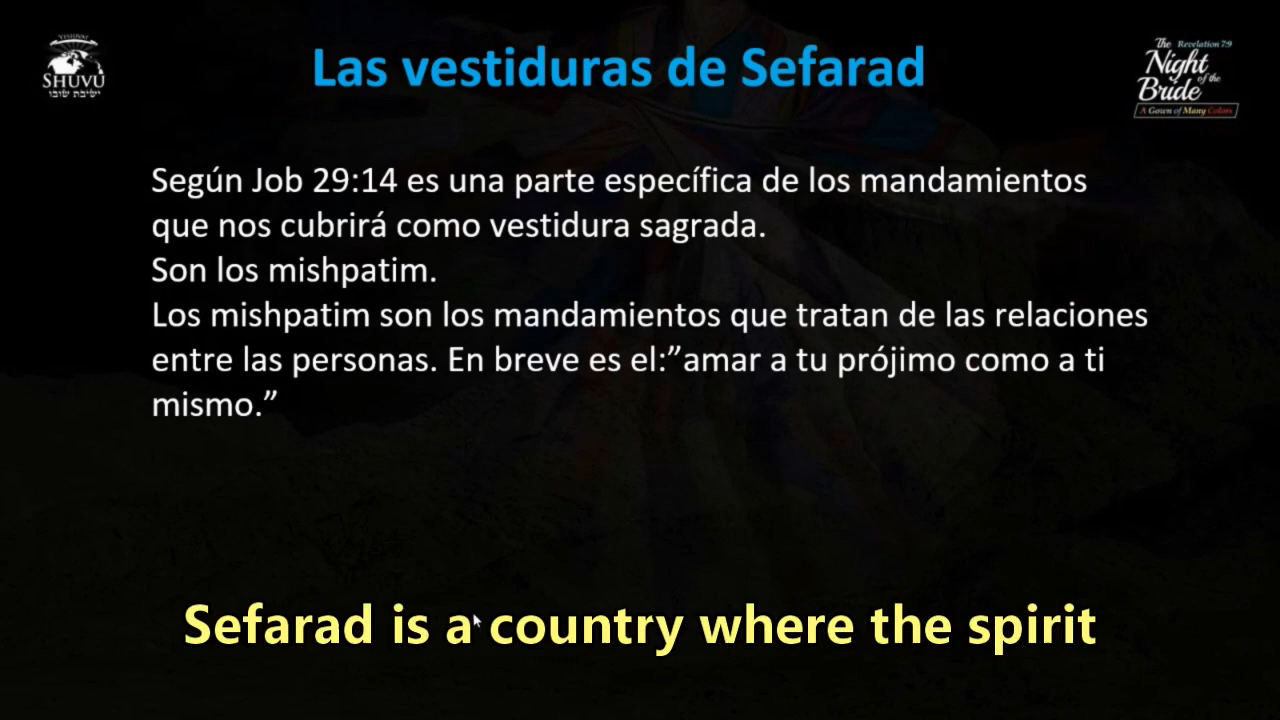 YESHIVAT
SHUVU
ישיבת שובו
Las vestiduras de Sefarad
The Revelation 7:9
Night
of the
Bride
A Gown of Many Colors
Según Job 29:14 es una parte específica de los mandamientos
que nos cubrirá como vestidura sagrada.
Son los mishpatim.
Los mishpatim son los mandamientos que tratan de las relaciones
entre las personas. En breve es el:”amar a tu prójimo como a ti
mismo.”
Sefarad is a country where the spirit